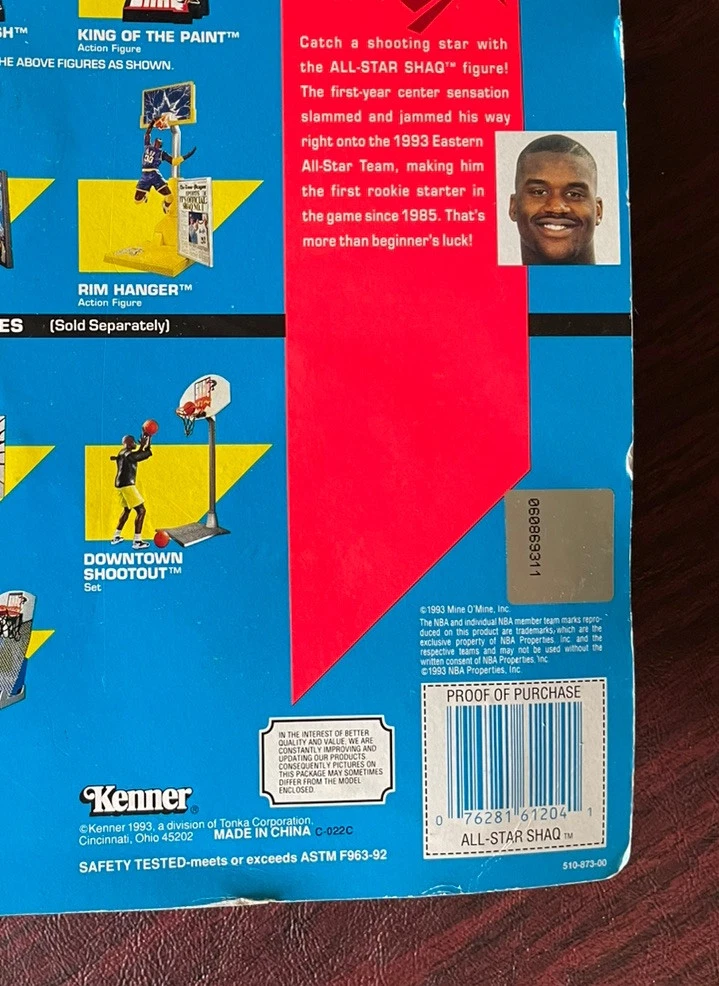 SH™
KING OF THE PAINT™
Action Figure
HE ABOVE FIGURES AS SHOWN.
RIM HANGER™
Action Figure
ES (Sold Separately)
DOWNTOWN
SHOOTOUT™
Set
Catch a shooting star with
the ALL-STAR SHAQ™ figure!
The first-year center sensation
slammed and jammed his way
right onto the 1993 Eastern
All-Star Team, making him
the first rookie starter in
the game since 1985. That's
more than beginner's luck!
060869311
©1993 Mine O'Mine, Inc.
The NBA and individual NBA member team marks repro-
duced on this product are trademarks, which are the
exclusive property of NBA Properties, Inc. and the
respective teams and may not be used without the
written consent of NBA Properties, Inc.
©1993 NBA Properties, Inc.
PROOF OF PURCHASE
0 76281 61204 1
ALL-STAR SHAQ™
IN THE INTEREST OF BETTER
QUALITY AND VALUE, WE ARE
CONSTANTLY IMPROVING AND
UPDATING OUR PRODUCTS.
CONSEQUENTLY PICTURES ON
THIS PACKAGE MAY SOMETIMES
DIFFER FROM THE MODEL
ENCLOSED.
Kenner®
©Kenner 1993, a division of Tonka Corporation.
Cincinnati, Ohio 45202 MADE IN CHINA C-022C
SAFETY TESTED-meets or exceeds ASTM F963-92
510-873-00